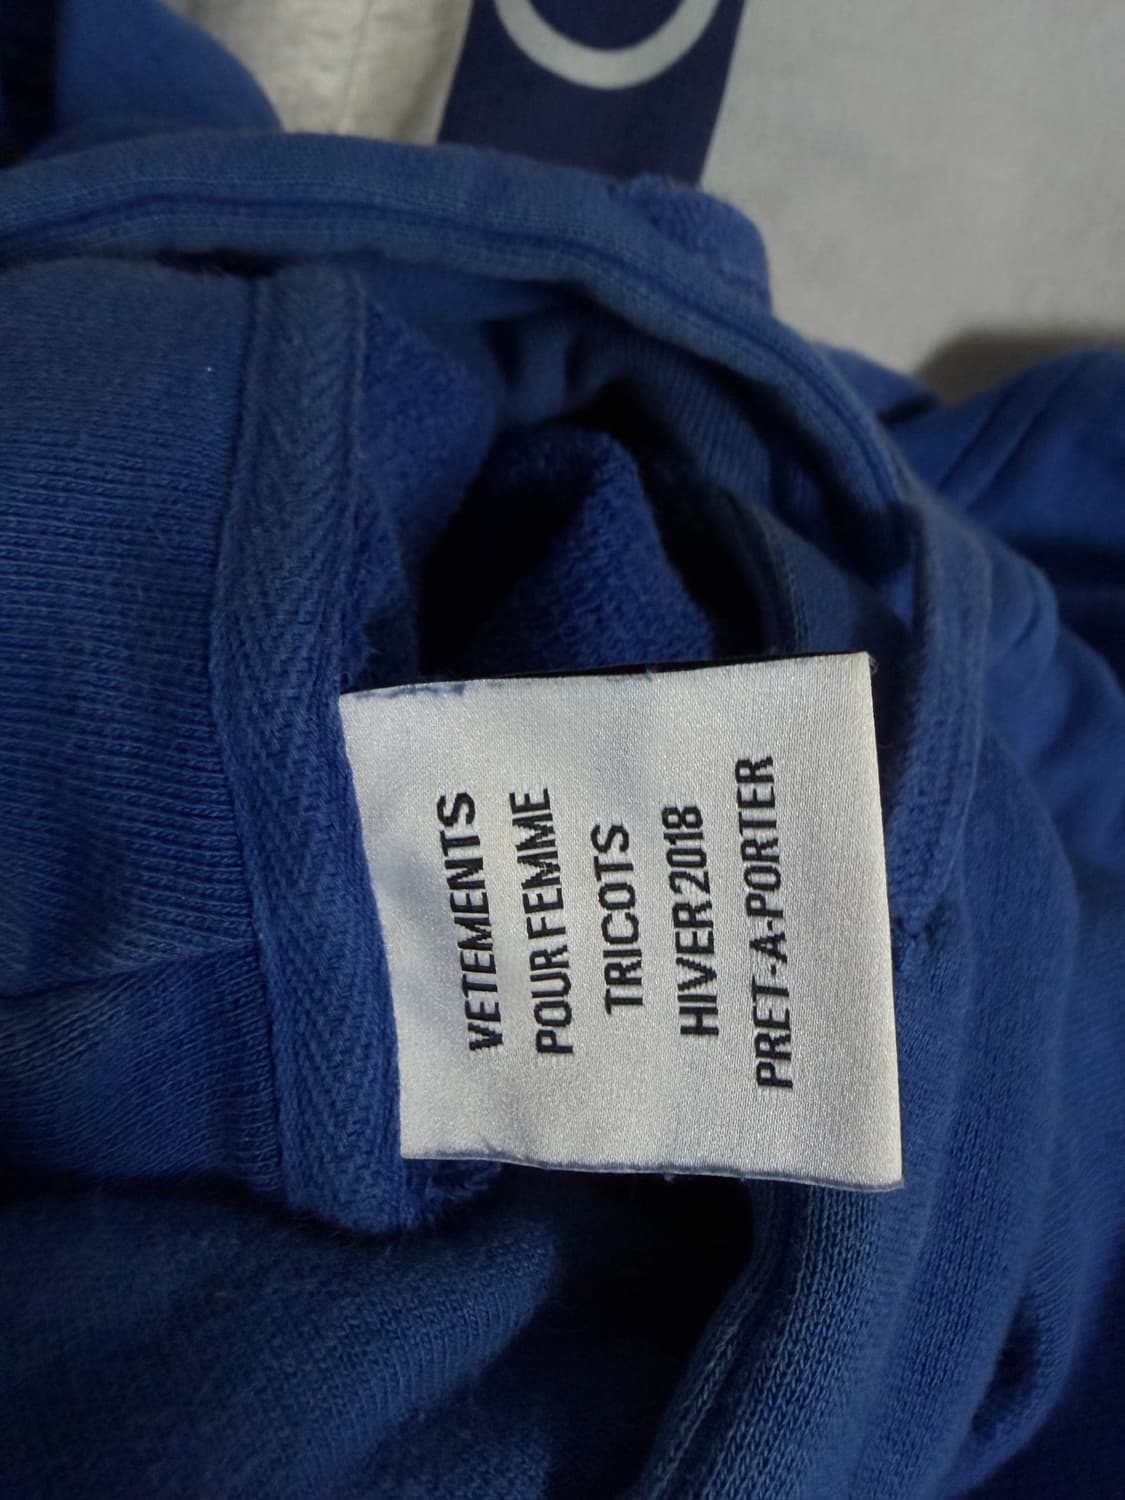 VETEMENTS
POUR FEMME
TRICOTS
HIVER 2018
PRET-A-PORTER